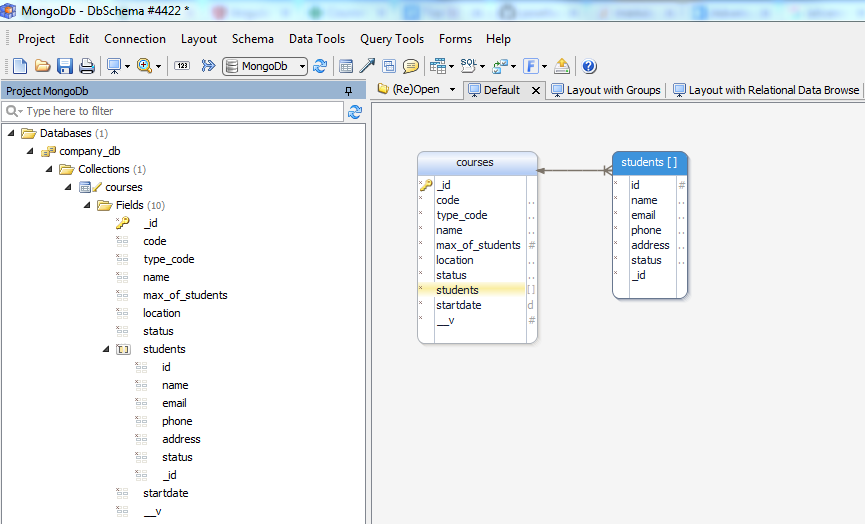 MongoDb - DbSchema #4422 *
Project Edit Connection Layout Schema Data Tools Query Tools Forms Help
123 MongoDb SQL F ?
Project MongoDb
Type here to filter
Databases (1)
company_db
Collections (1)
courses
Fields (10)
_id
code
type_code
name
max_of_students
location
status
[] students
id
name
email
phone
address
status
_id
startdate
__v
(Re)Open Default Layout with Groups Layout with Relational Data Browse
courses
_id
code ..
type_code ..
name ..
max_of_students #
location ..
status ..
students []
startdate d
__v #
students [ ]
id #
name ..
email ..
phone ..
address ..
status ..
_id